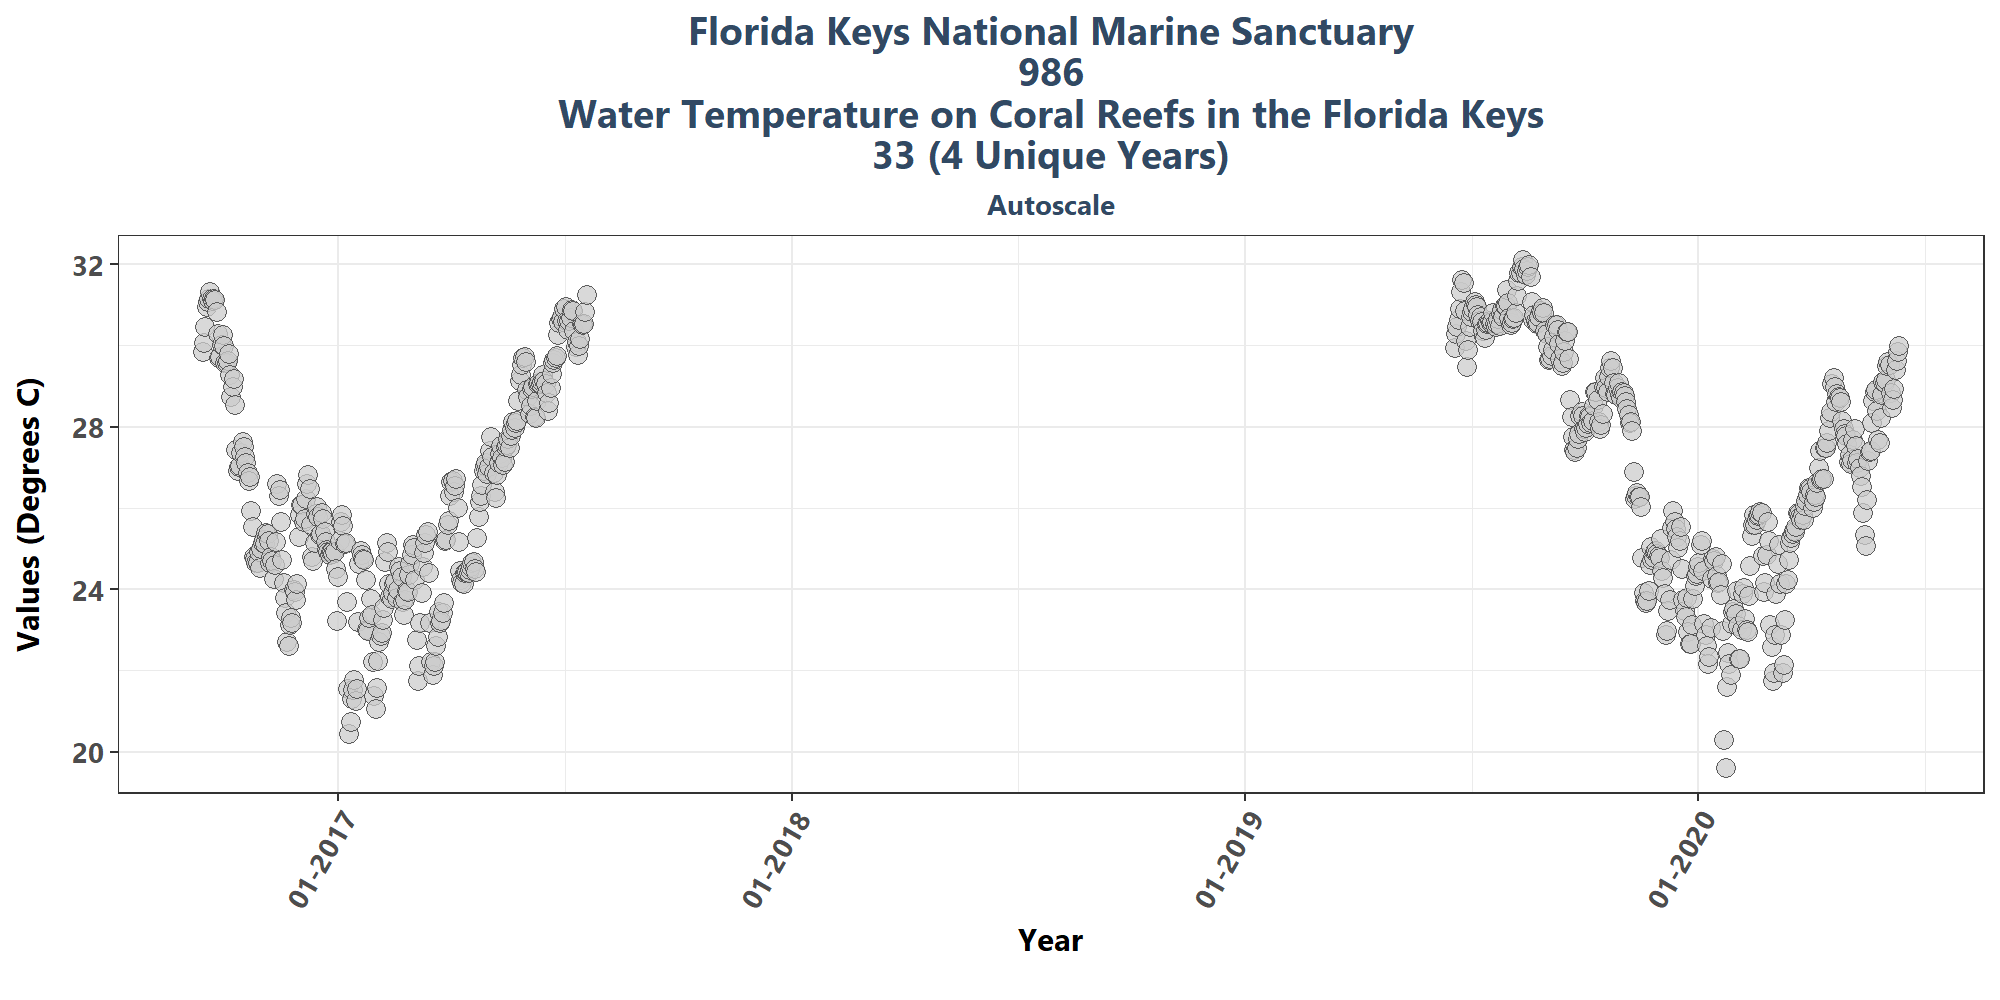 Florida Keys National Marine Sanctuary
986
Water Temperature on Coral Reefs in the Florida Keys
33 (4 Unique Years)
Autoscale
Values (Degrees C)
32
28
24
20
01-2017
01-2018
01-2019
01-2020
Year